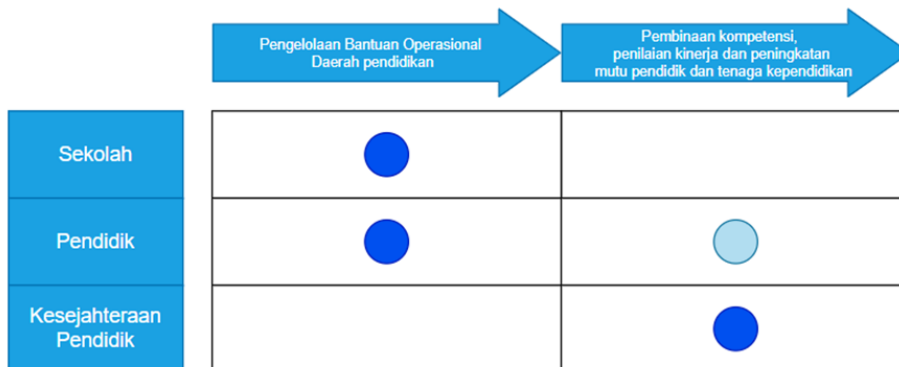 Pengelolaan Bantuan Operasional
Daerah pendidikan
Pembinaan kompetensi,
penilaian kinerja dan peningkatan
mutu pendidik dan tenaga kependidikan
Sekolah
Pendidik
Kesejahteraan
Pendidik